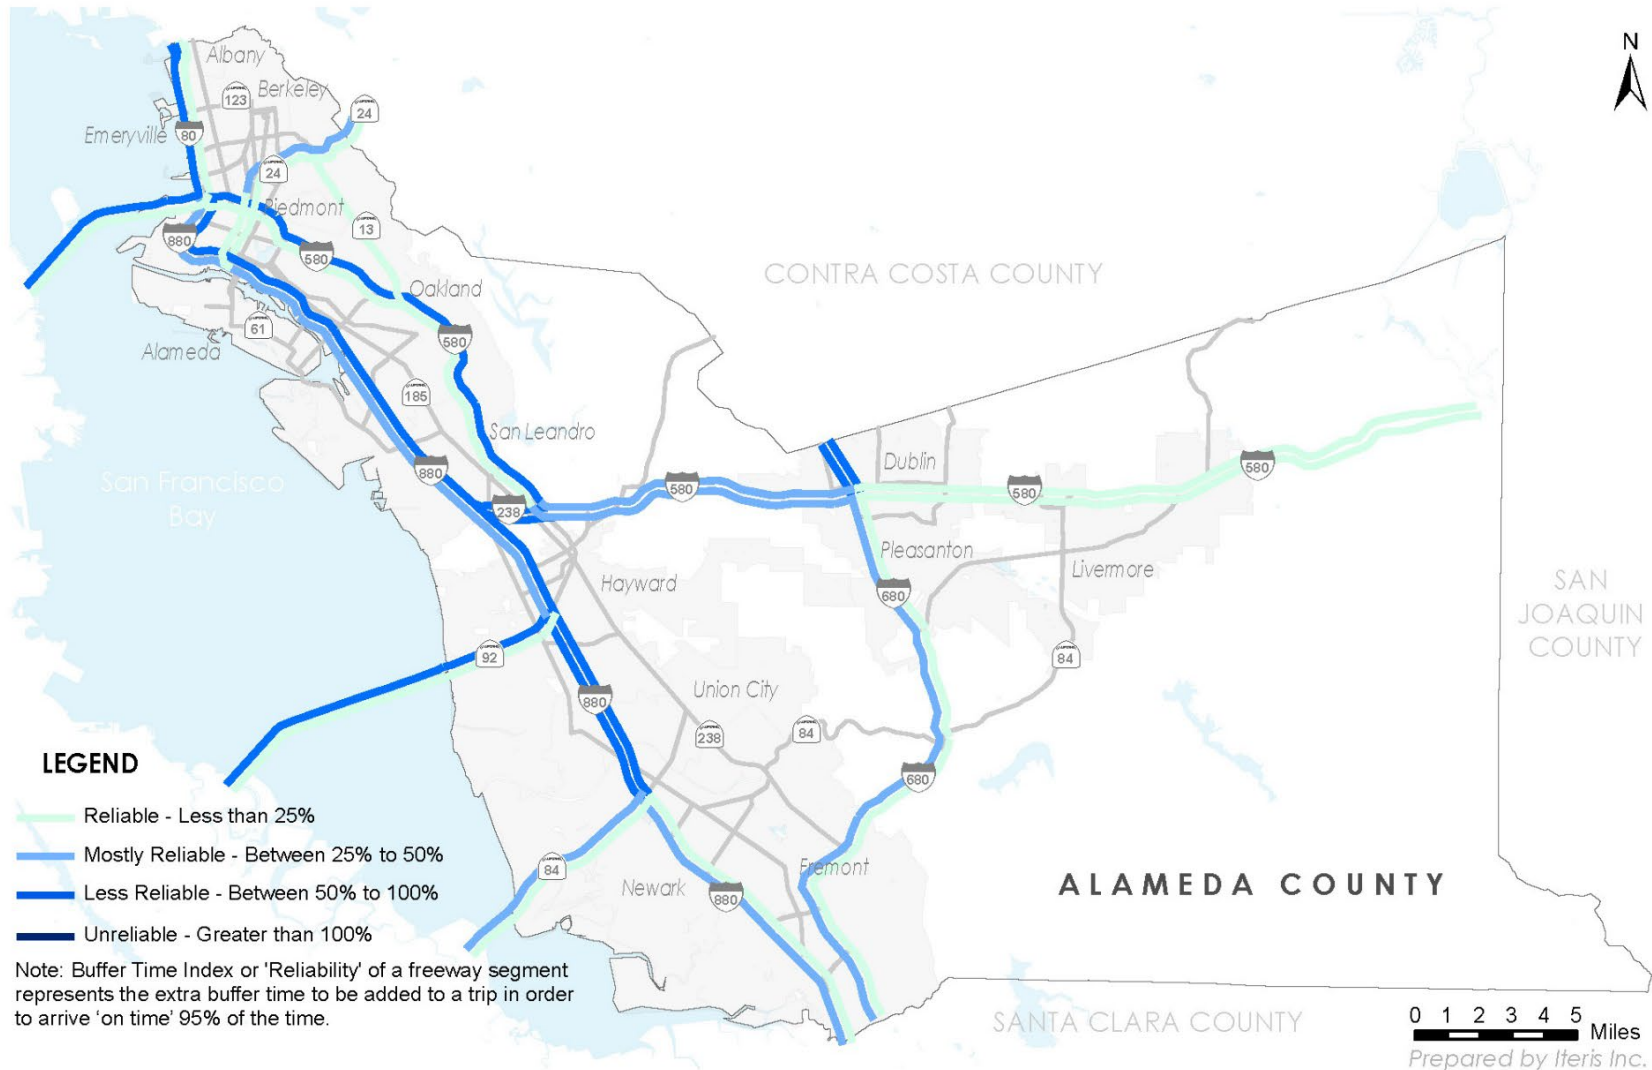 N
Albany
Berkeley
123
24
Emeryville
80
24
Piedmont
13
880
580
CONTRA COSTA COUNTY
Oakland
61
580
Alameda
185
San Leandro
Dublin
880
580
580
580
San Francisco
Bay
238
Pleasanton
Livermore
Hayward
680
SAN
JOAQUIN
COUNTY
92
84
880
Union City
238
84
680
LEGEND
Reliable - Less than 25%
Mostly Reliable - Between 25% to 50%
Less Reliable - Between 50% to 100%
Unreliable - Greater than 100%
84
Newark
880
Fremont
ALAMEDA COUNTY
Note: Buffer Time Index or 'Reliability' of a freeway segment
represents the extra buffer time to be added to a trip in order
to arrive ‘on time’ 95% of the time.
SANTA CLARA COUNTY
0 1 2 3 4 5
Miles
Prepared by Iteris Inc.